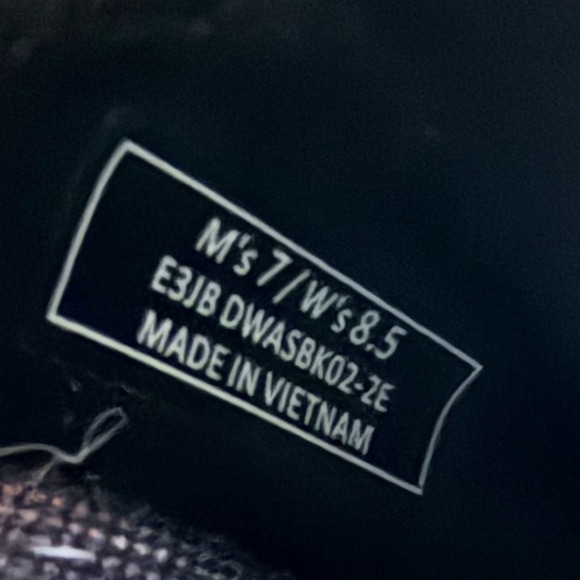 M's 7/W's 8.5
E3JB DWASBK02-2E
MADE IN VIETNAM